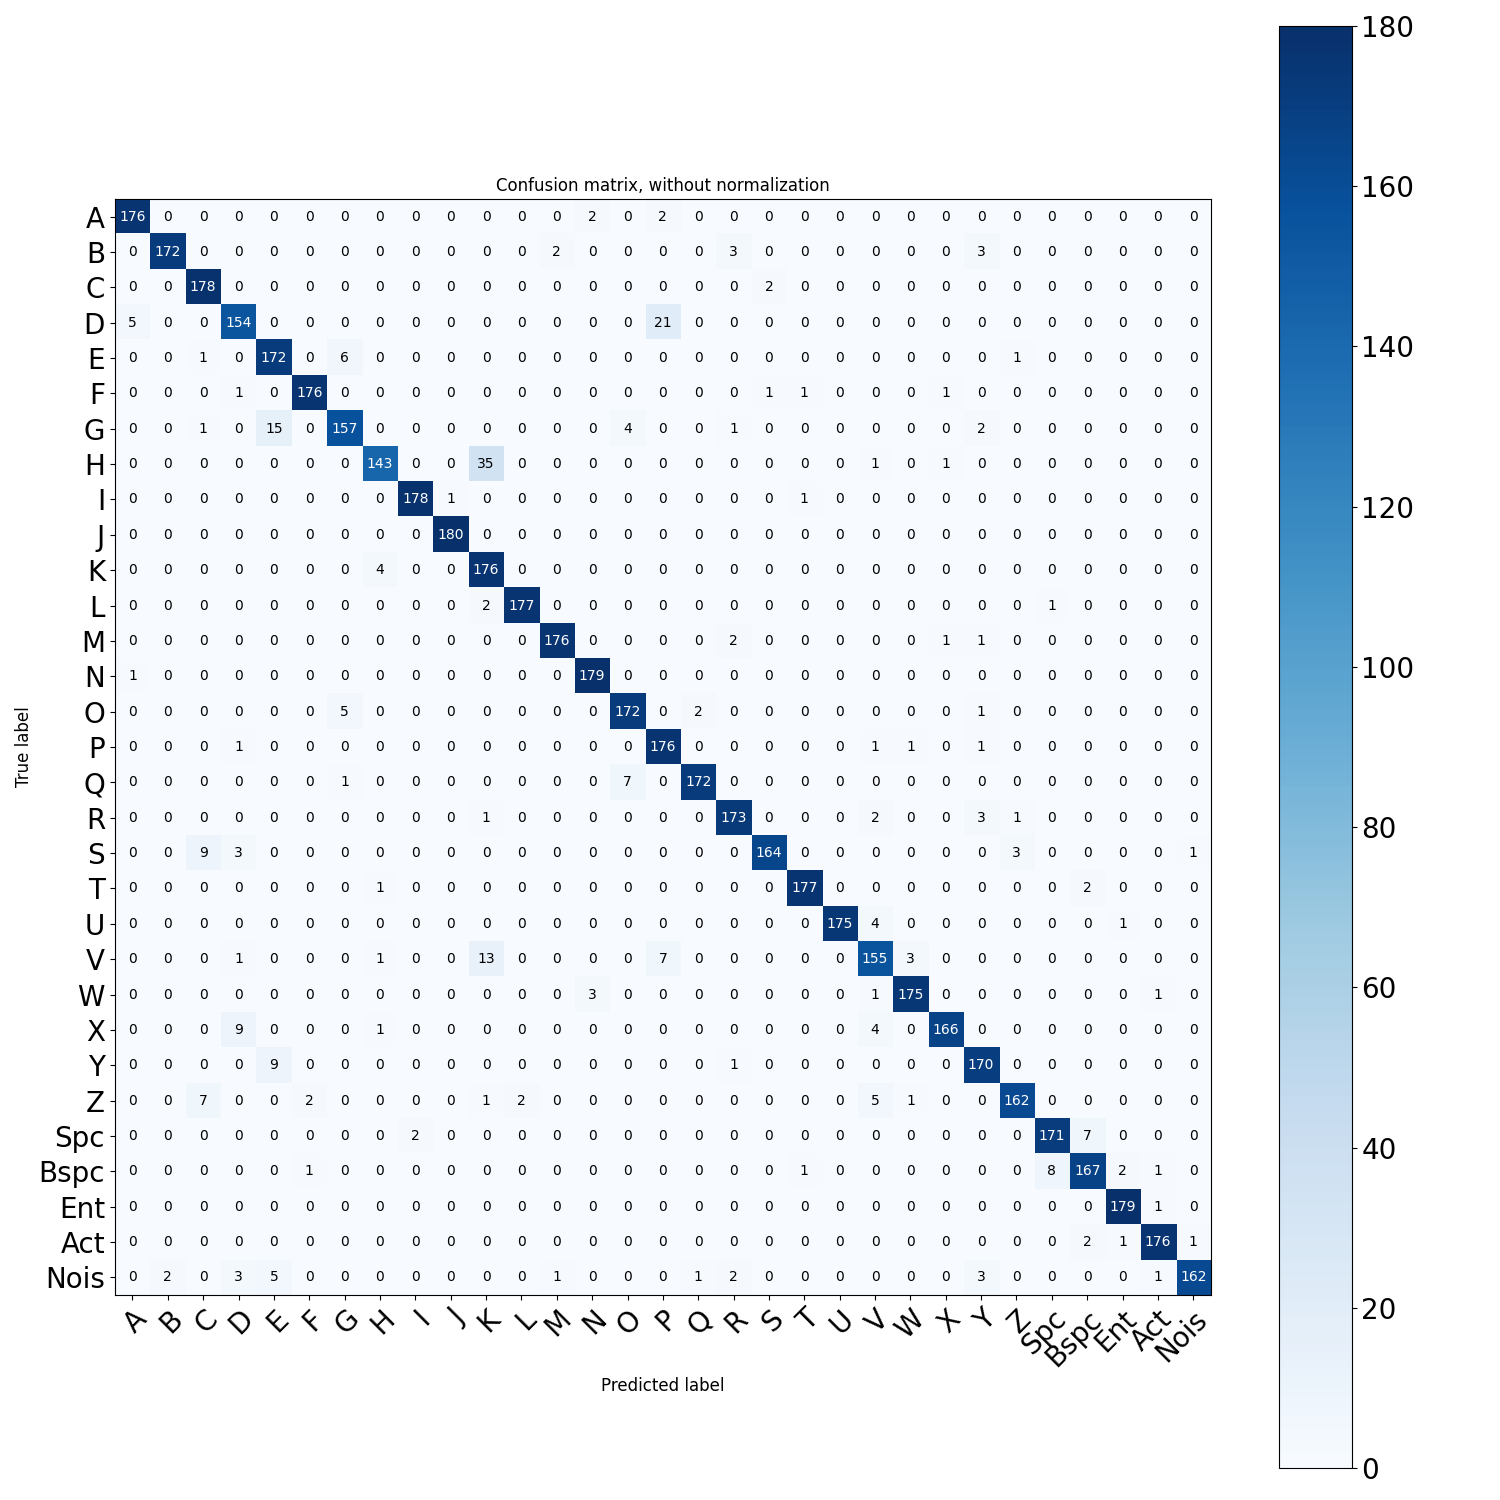 Confusion matrix, without normalization
A 176 0 0 0 0 0 0 0 0 0 0 0 0 2 0 2 0 0 0 0 0 0 0 0 0 0 0 0 0 0 0
B 0 172 0 0 0 0 0 0 0 0 0 0 2 0 0 0 0 3 0 0 0 0 0 0 3 0 0 0 0 0 0
C 0 0 178 0 0 0 0 0 0 0 0 0 0 0 0 0 0 0 2 0 0 0 0 0 0 0 0 0 0 0 0
D 5 0 0 154 0 0 0 0 0 0 0 0 0 0 0 21 0 0 0 0 0 0 0 0 0 0 0 0 0 0 0
E 0 0 1 0 172 0 6 0 0 0 0 0 0 0 0 0 0 0 0 0 0 0 0 0 0 1 0 0 0 0 0
F 0 0 0 1 0 176 0 0 0 0 0 0 0 0 0 0 0 0 1 1 0 0 0 1 0 0 0 0 0 0 0
G 0 0 1 0 15 0 157 0 0 0 0 0 0 0 4 0 0 1 0 0 0 0 0 0 2 0 0 0 0 0 0
H 0 0 0 0 0 0 0 143 0 0 35 0 0 0 0 0 0 0 0 0 0 1 0 1 0 0 0 0 0 0 0
I 0 0 0 0 0 0 0 0 178 1 0 0 0 0 0 0 0 0 0 1 0 0 0 0 0 0 0 0 0 0 0
J 0 0 0 0 0 0 0 0 0 180 0 0 0 0 0 0 0 0 0 0 0 0 0 0 0 0 0 0 0 0 0
K 0 0 0 0 0 0 0 4 0 0 176 0 0 0 0 0 0 0 0 0 0 0 0 0 0 0 0 0 0 0 0
L 0 0 0 0 0 0 0 0 0 0 2 177 0 0 0 0 0 0 0 0 0 0 0 0 0 0 1 0 0 0 0
M 0 0 0 0 0 0 0 0 0 0 0 0 176 0 0 0 0 2 0 0 0 0 0 1 1 0 0 0 0 0 0
N 1 0 0 0 0 0 0 0 0 0 0 0 0 179 0 0 0 0 0 0 0 0 0 0 0 0 0 0 0 0 0
O 0 0 0 0 0 0 5 0 0 0 0 0 0 0 172 0 2 0 0 0 0 0 0 0 1 0 0 0 0 0 0
P 0 0 0 1 0 0 0 0 0 0 0 0 0 0 0 176 0 0 0 0 0 1 1 0 1 0 0 0 0 0 0
Q 0 0 0 0 0 0 1 0 0 0 0 0 0 0 7 0 172 0 0 0 0 0 0 0 0 0 0 0 0 0 0
R 0 0 0 0 0 0 0 0 0 0 1 0 0 0 0 0 0 173 0 0 0 2 0 0 3 1 0 0 0 0 0
S 0 0 9 3 0 0 0 0 0 0 0 0 0 0 0 0 0 0 164 0 0 0 0 0 0 3 0 0 0 0 1
T 0 0 0 0 0 0 0 1 0 0 0 0 0 0 0 0 0 0 0 177 0 0 0 0 0 0 0 2 0 0 0
U 0 0 0 0 0 0 0 0 0 0 0 0 0 0 0 0 0 0 0 0 175 4 0 0 0 0 0 0 1 0 0
V 0 0 0 1 0 0 0 1 0 0 13 0 0 0 0 7 0 0 0 0 0 155 3 0 0 0 0 0 0 0 0
W 0 0 0 0 0 0 0 0 0 0 0 0 0 3 0 0 0 0 0 0 0 1 175 0 0 0 0 0 0 1 0
X 0 0 0 9 0 0 0 1 0 0 0 0 0 0 0 0 0 0 0 0 0 4 0 166 0 0 0 0 0 0 0
Y 0 0 0 0 9 0 0 0 0 0 0 0 0 0 0 0 0 1 0 0 0 0 0 0 170 0 0 0 0 0 0
Z 0 0 7 0 0 2 0 0 0 0 1 2 0 0 0 0 0 0 0 0 0 5 1 0 0 162 0 0 0 0 0
Spc 0 0 0 0 0 0 0 0 2 0 0 0 0 0 0 0 0 0 0 0 0 0 0 0 0 0 171 7 0 0 0
Bspc 0 0 0 0 0 1 0 0 0 0 0 0 0 0 0 0 0 0 0 1 0 0 0 0 0 0 8 167 2 1 0
Ent 0 0 0 0 0 0 0 0 0 0 0 0 0 0 0 0 0 0 0 0 0 0 0 0 0 0 0 0 179 1 0
Act 0 0 0 0 0 0 0 0 0 0 0 0 0 0 0 0 0 0 0 0 0 0 0 0 0 0 0 2 1 176 1
Nois 0 2 0 3 5 0 0 0 0 0 0 0 1 0 0 0 1 2 0 0 0 0 0 0 3 0 0 0 0 1 162
A B C D E F G H I J K L M N O P Q R S T U V W X Y Z Spc Bspc Ent Act Nois
True label
Predicted label
180
160
140
120
100
80
60
40
20
0